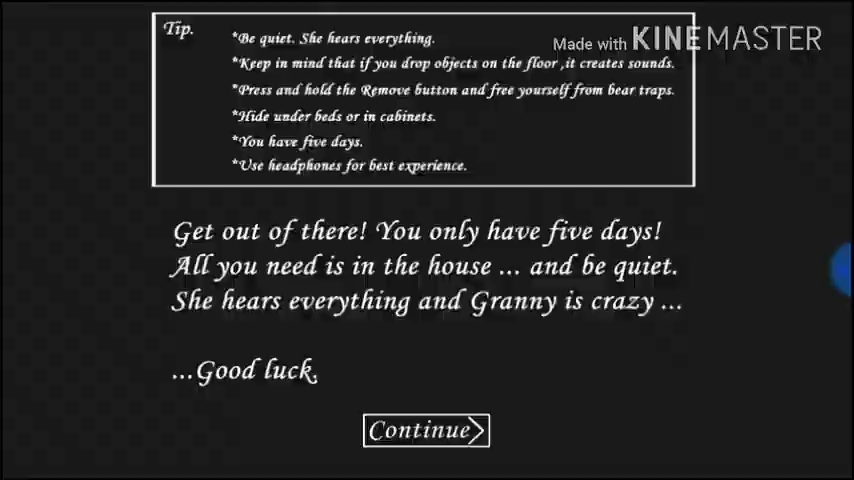 Tip.
*Be quiet. She hears everything.
Made with KINEMASTER
*Keep in mind that if you drop objects on the floor ,it creates sounds.
*Press and hold the Remove button and free yourself from bear traps.
*Hide under beds or in cabinets.
*You have five days.
*Use headphones for best experience.
Get out of there! You only have five days!
All you need is in the house ... and be quiet.
She hears everything and Granny is crazy ...
...Good luck.
Continue